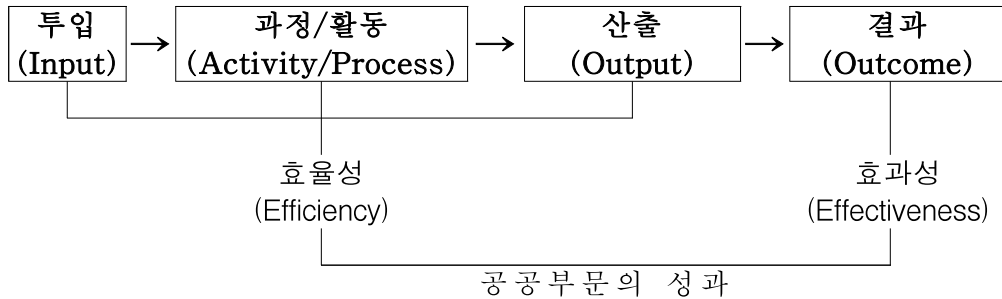 투입
(Input)
과정/활동
(Activity/Process)
산출
(Output)
결과
(Outcome)
효율성
(Efficiency)
효과성
(Effectiveness)
공공부문의 성과